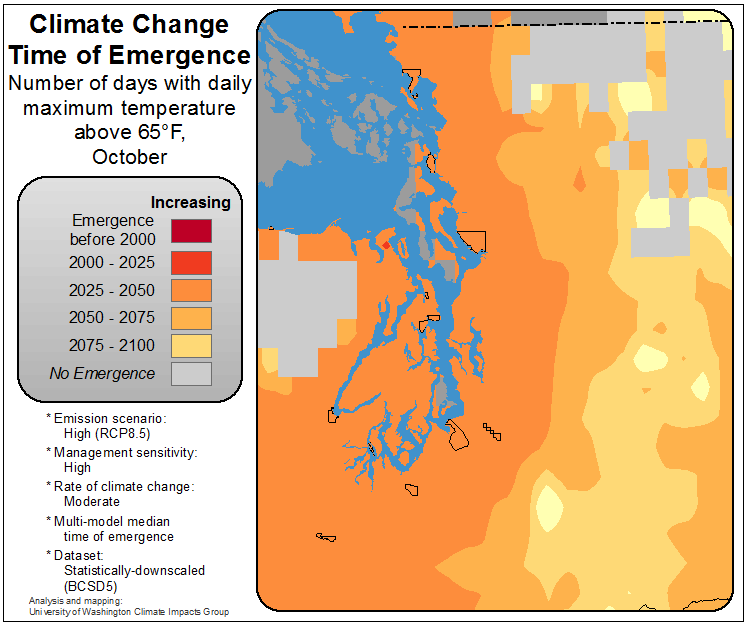 Climate Change
Time of Emergence
Number of days with daily
maximum temperature
above 65°F,
October
Increasing
Emergence
before 2000
2000 - 2025
2025 - 2050
2050 - 2075
2075 - 2100
No Emergence
* Emission scenario:
High (RCP8.5)
* Management sensitivity:
High
* Rate of climate change:
Moderate
* Multi-model median
time of emergence
* Dataset:
Statistically-downscaled
(BCSD5)
Analysis and mapping:
University of Washington Climate Impacts Group